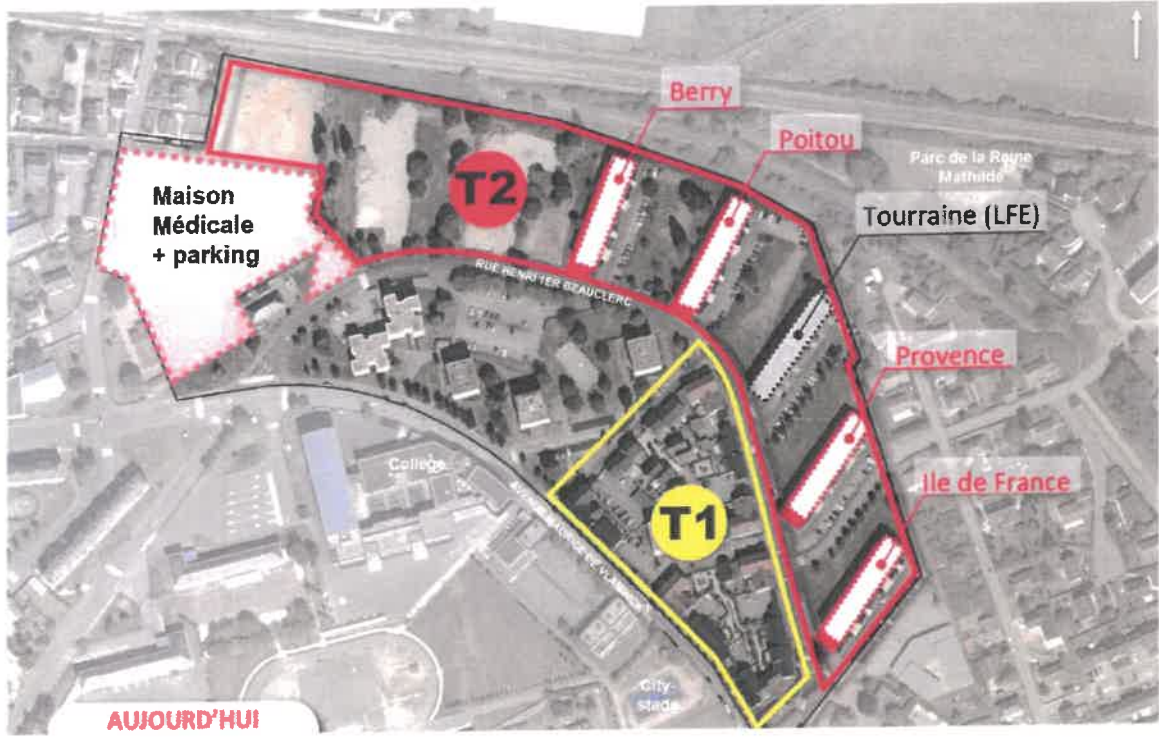 Berry
Poitou
Parc de la Reine
Mathilde
Tourraine (LFE)
T2
Maison
Médicale
+ parking
RUE HENRI 1ER BEAUCLERC
Provence
Collège
Ile de France
T1
City-
stade
AUJOURD'HUI